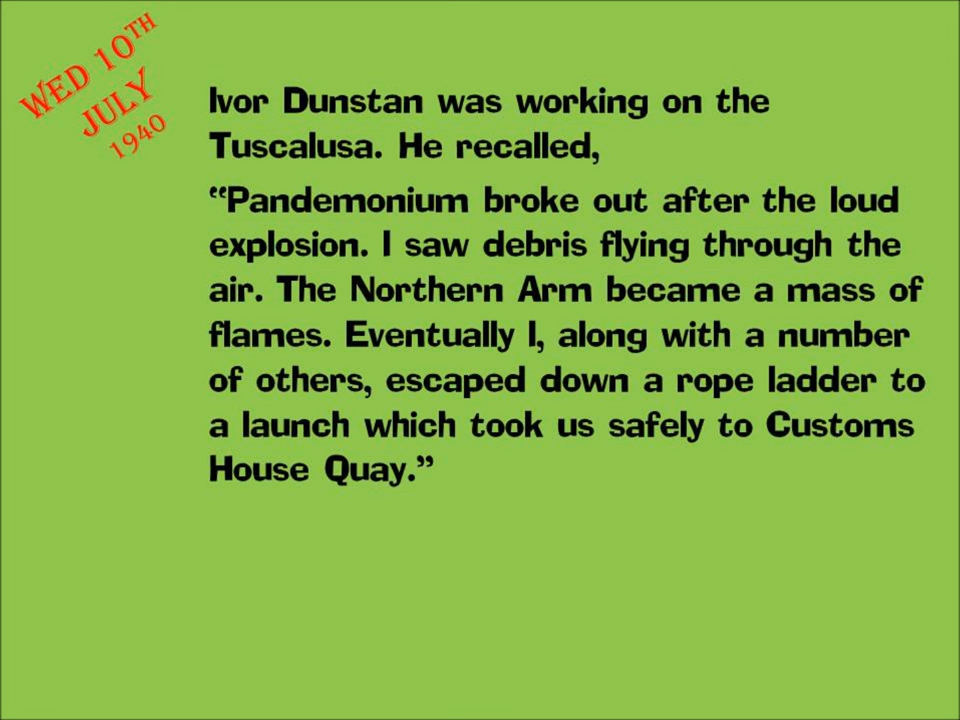 WED 10TH
JULY
1940
Ivor Dunstan was working on the
Tuscalusa. He recalled,
“Pandemonium broke out after the loud
explosion. I saw debris flying through the
air. The Northern Arm became a mass of
flames. Eventually I, along with a number
of others, escaped down a rope ladder to
a launch which took us safely to Customs
House Quay.”